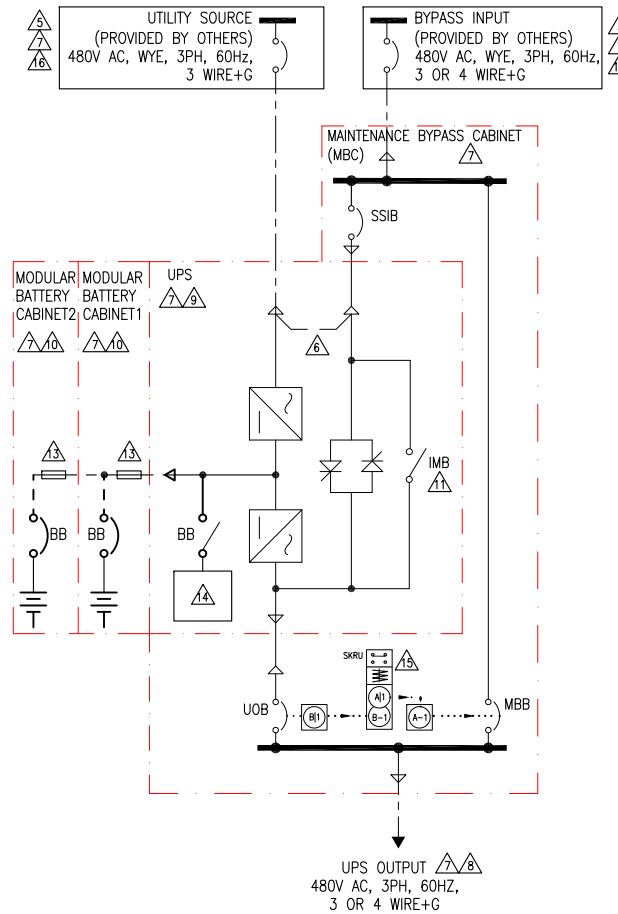 UTILITY SOURCE
(PROVIDED BY OTHERS)
480V AC, WYE, 3PH, 60Hz,
3 WIRE+G
5
7
16
BYPASS INPUT
(PROVIDED BY OTHERS)
480V AC, WYE, 3PH, 60Hz,
3 OR 4 WIRE+G
MAINTENANCE BYPASS CABINET
(MBC)
7
SSIB
MODULAR
BATTERY
CABINET2
7 10
MODULAR
BATTERY
CABINET1
7 10
UPS
7 9
6
13
13
IMB
11
BB
BB
BB
14
SKRU
15
A|1
B-1
UOB
B|1
A-1
MBB
UPS OUTPUT 7 8
480V AC, 3PH, 60HZ,
3 OR 4 WIRE+G